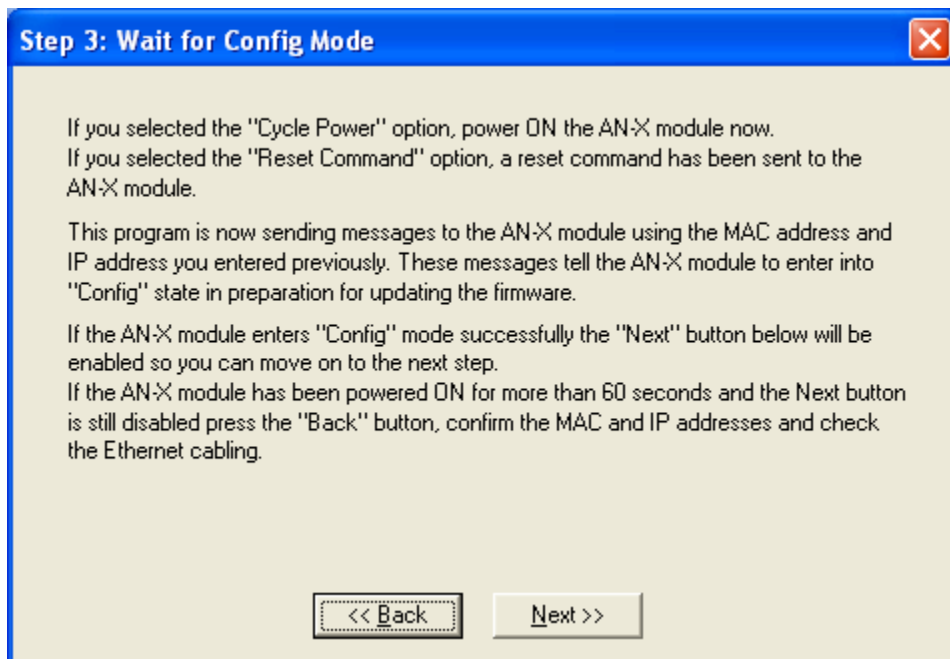 Step 3: Wait for Config Mode
If you selected the "Cycle Power" option, power ON the AN-X module now.
If you selected the "Reset Command" option, a reset command has been sent to the
AN-X module.
This program is now sending messages to the AN-X module using the MAC address and
IP address you entered previously. These messages tell the AN-X module to enter into
"Config" state in preparation for updating the firmware.
If the AN-X module enters "Config" mode successfully the "Next" button below will be
enabled so you can move on to the next step.
If the AN-X module has been powered ON for more than 60 seconds and the Next button
is still disabled press the "Back" button, confirm the MAC and IP addresses and check
the Ethernet cabling.
<< Back
Next >>